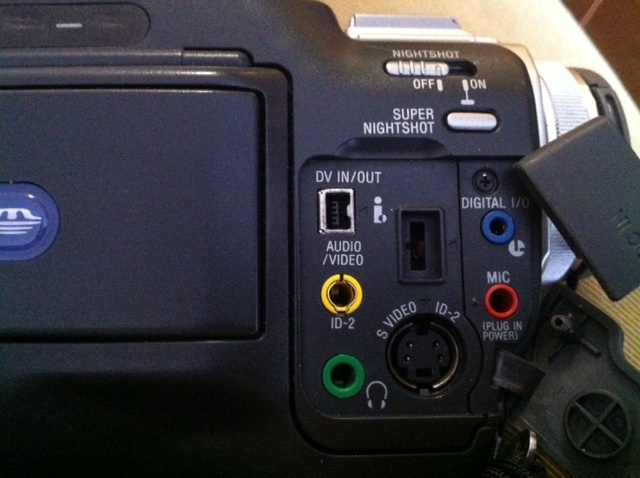 NIGHTSHOT
OFF ON
SUPER
NIGHTSHOT
DV IN/OUT
DIGITAL I/O
AUDIO
/VIDEO
MIC
ID-2
S VIDEO ID-2
(PLUG IN
POWER)